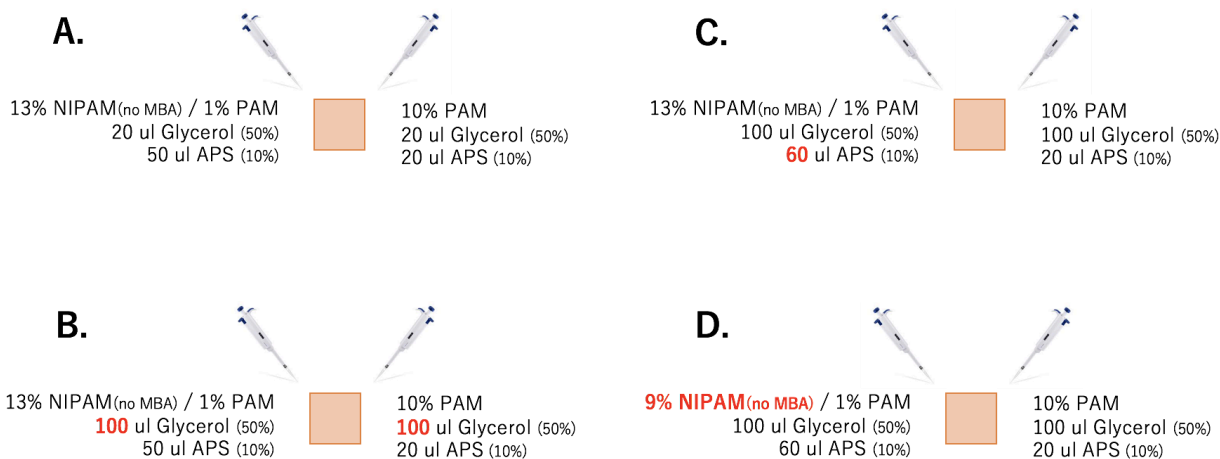 A.
13% NIPAM(no MBA) / 1% PAM
20 ul Glycerol (50%)
50 ul APS (10%)
10% PAM
20 ul Glycerol (50%)
20 ul APS (10%)
C.
13% NIPAM(no MBA) / 1% PAM
100 ul Glycerol (50%)
60 ul APS (10%)
10% PAM
100 ul Glycerol (50%)
20 ul APS (10%)
B.
13% NIPAM(no MBA) / 1% PAM
100 ul Glycerol (50%)
50 ul APS (10%)
10% PAM
100 ul Glycerol (50%)
20 ul APS (10%)
D.
9% NIPAM(no MBA) / 1% PAM
100 ul Glycerol (50%)
60 ul APS (10%)
10% PAM
100 ul Glycerol (50%)
20 ul APS (10%)